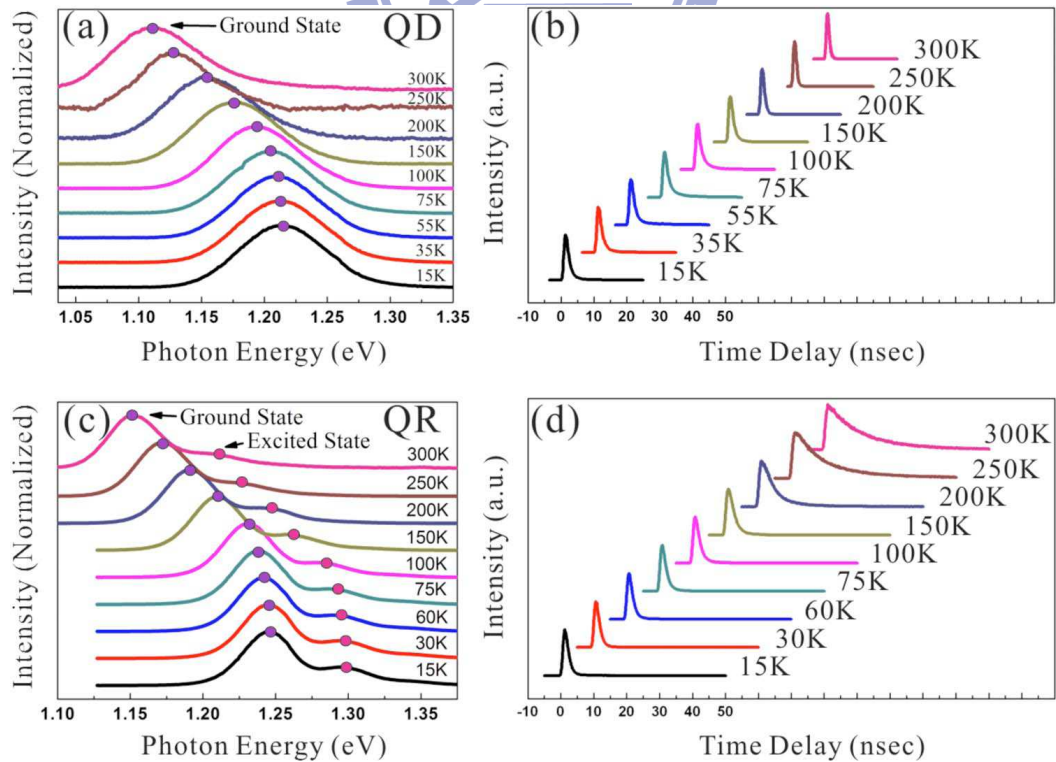 (a)
Ground State
QD
300K
250K
200K
150K
100K
75K
55K
35K
15K
1.05 1.10 1.15 1.20 1.25 1.30 1.35
Photon Energy (eV)
Intensity (Normalized)
(b)
300K
250K
200K
150K
100K
75K
55K
35K
15K
-10 0 10 20 30 40 50
Time Delay (nsec)
Intensity (a.u.)
(c)
Ground State
QR
Excited State
300K
250K
200K
150K
100K
75K
60K
30K
15K
1.10 1.15 1.20 1.25 1.30 1.35
Photon Energy (eV)
Intensity (Normalized)
(d)
300K
250K
200K
150K
100K
75K
60K
30K
15K
-10 0 10 20 30 40 50
Time Delay (nsec)
Intensity (a.u.)